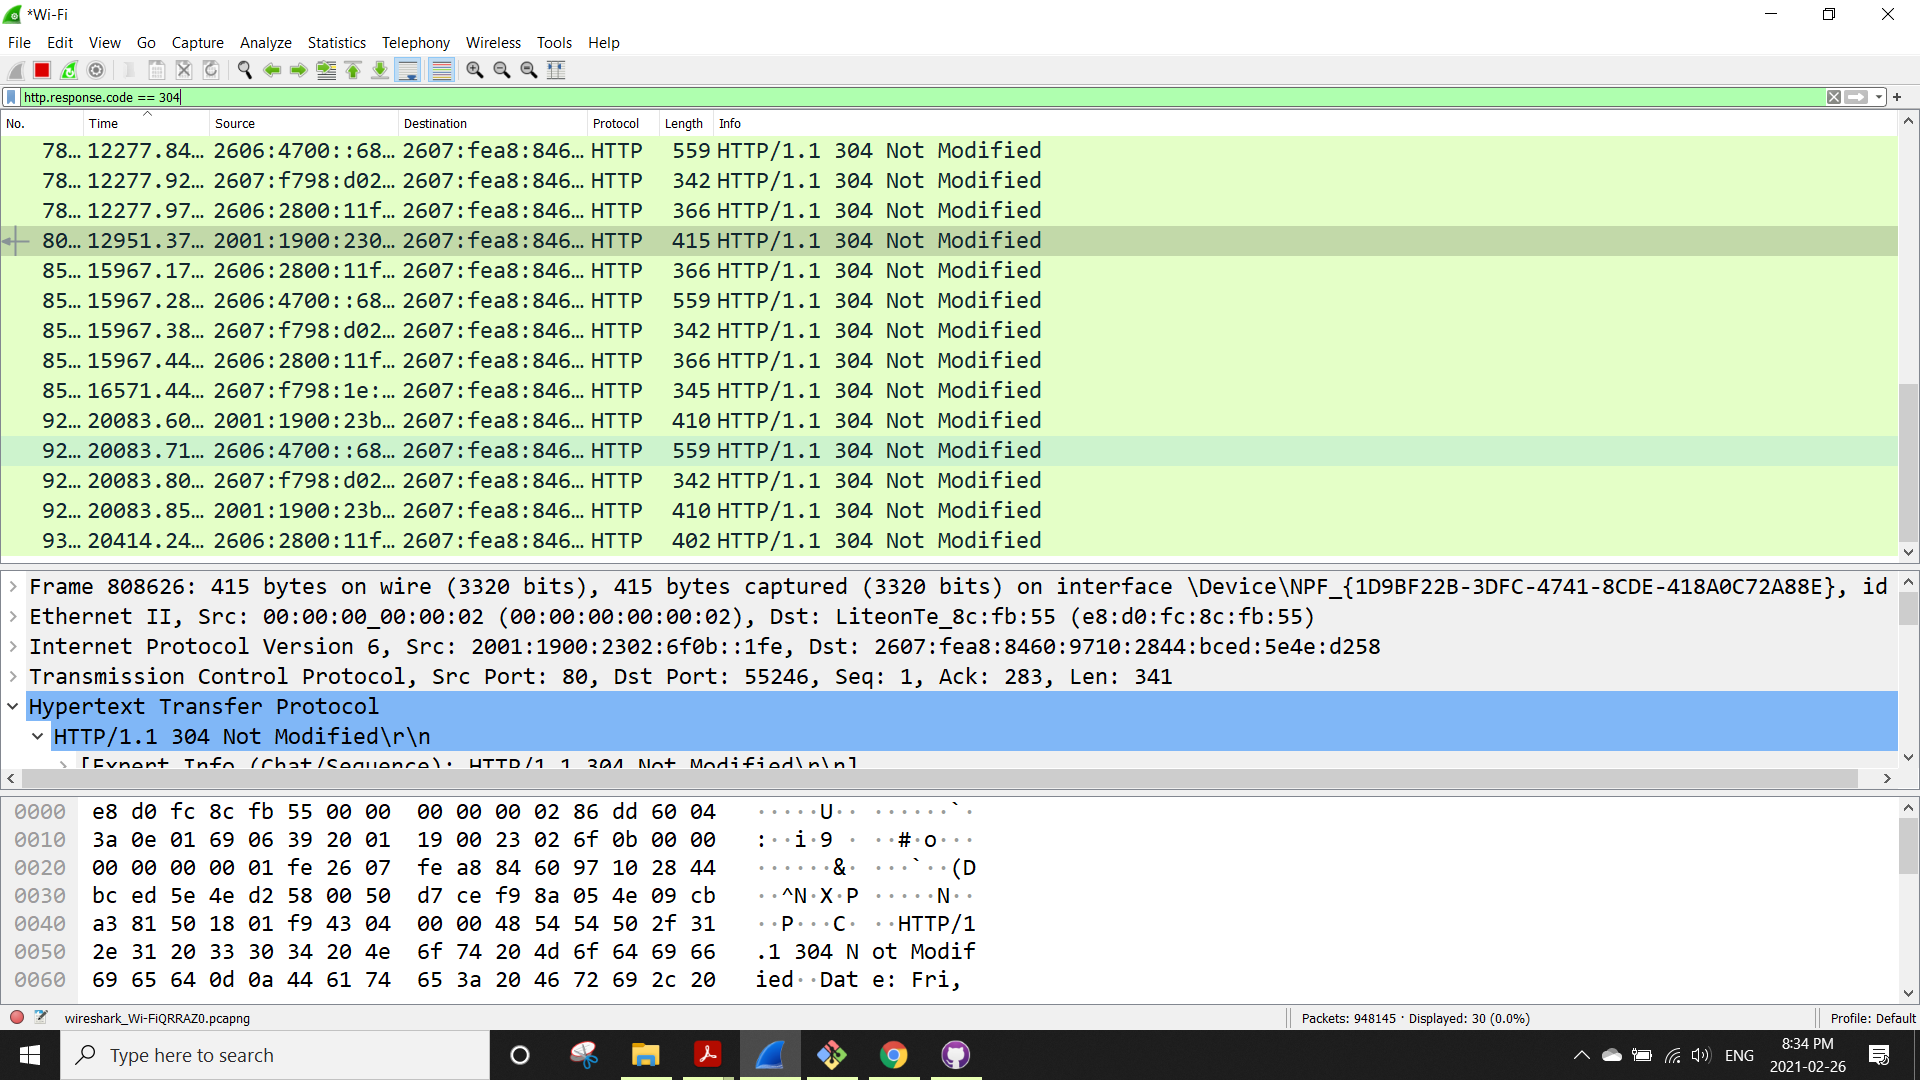 *Wi-Fi
File Edit View Go Capture Analyze Statistics Telephony Wireless Tools Help
http.response.code == 304
No. Time Source Destination Protocol Length Info
78… 12277.84… 2606:4700::68… 2607:fea8:846… HTTP 559 HTTP/1.1 304 Not Modified
78… 12277.92… 2607:f798:d02… 2607:fea8:846… HTTP 342 HTTP/1.1 304 Not Modified
78… 12277.97… 2606:2800:11f… 2607:fea8:846… HTTP 366 HTTP/1.1 304 Not Modified
80… 12951.37… 2001:1900:230… 2607:fea8:846… HTTP 415 HTTP/1.1 304 Not Modified
85… 15967.17… 2606:2800:11f… 2607:fea8:846… HTTP 366 HTTP/1.1 304 Not Modified
85… 15967.28… 2606:4700::68… 2607:fea8:846… HTTP 559 HTTP/1.1 304 Not Modified
85… 15967.38… 2607:f798:d02… 2607:fea8:846… HTTP 342 HTTP/1.1 304 Not Modified
85… 15967.44… 2606:2800:11f… 2607:fea8:846… HTTP 366 HTTP/1.1 304 Not Modified
85… 16571.44… 2607:f798:1e:… 2607:fea8:846… HTTP 345 HTTP/1.1 304 Not Modified
92… 20083.60… 2001:1900:23b… 2607:fea8:846… HTTP 410 HTTP/1.1 304 Not Modified
92… 20083.71… 2606:4700::68… 2607:fea8:846… HTTP 559 HTTP/1.1 304 Not Modified
92… 20083.80… 2607:f798:d02… 2607:fea8:846… HTTP 342 HTTP/1.1 304 Not Modified
92… 20083.85… 2001:1900:23b… 2607:fea8:846… HTTP 410 HTTP/1.1 304 Not Modified
93… 20414.24… 2606:2800:11f… 2607:fea8:846… HTTP 402 HTTP/1.1 304 Not Modified
Frame 808626: 415 bytes on wire (3320 bits), 415 bytes captured (3320 bits) on interface \Device\NPF_{1D9BF22B-3DFC-4741-8CDE-418A0C72A88E}, id
Ethernet II, Src: 00:00:00_00:00:02 (00:00:00:00:00:02), Dst: LiteonTe_8c:fb:55 (e8:d0:fc:8c:fb:55)
Internet Protocol Version 6, Src: 2001:1900:2302:6f0b::1fe, Dst: 2607:fea8:8460:9710:2844:bced:5e4e:d258
Transmission Control Protocol, Src Port: 80, Dst Port: 55246, Seq: 1, Ack: 283, Len: 341
Hypertext Transfer Protocol
HTTP/1.1 304 Not Modified\r\n
[Expert Info (Chat/Sequence): HTTP/1.1 304 Not Modified\r\n]
0000 e8 d0 fc 8c fb 55 00 00 00 00 00 02 86 dd 60 04 ·····U·· ······`·
0010 3a 0e 01 69 06 39 20 01 19 00 23 02 6f 0b 00 00 :··i·9 · ··#·o···
0020 00 00 00 00 01 fe 26 07 fe a8 84 60 97 10 28 44 ······&· ···`··(D
0030 bc ed 5e 4e d2 58 00 50 d7 ce f9 8a 05 4e 09 cb ··^N·X·P ·····N··
0040 a3 81 50 18 01 f9 43 04 00 00 48 54 54 50 2f 31 ··P···C· ··HTTP/1
0050 2e 31 20 33 30 34 20 4e 6f 74 20 4d 6f 64 69 66 .1 304 N ot Modif
0060 69 65 64 0d 0a 44 61 74 65 3a 20 46 72 69 2c 20 ied··Dat e: Fri,
wireshark_Wi-FiQRRAZ0.pcapng Packets: 948145 · Displayed: 30 (0.0%) Profile: Default
Type here to search ENG 8:34 PM
2021-02-26